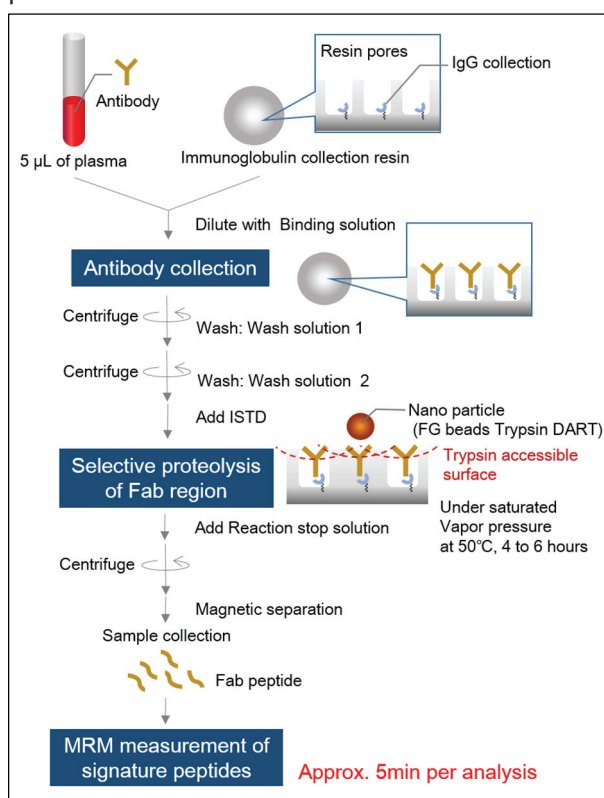 Resin pores
IgG collection
Antibody
5 µL of plasma
Immunoglobulin collection resin
Dilute with Binding solution
Antibody collection
Centrifuge
Wash: Wash solution 1
Centrifuge
Wash: Wash solution 2
Add ISTD
Nano particle
(FG beads Trypsin DART)
Trypsin accessible
surface
Selective proteolysis
of Fab region
Under saturated
Vapor pressure
at 50℃, 4 to 6 hours
Add Reaction stop solution
Centrifuge
Magnetic separation
Sample collection
Fab peptide
MRM measurement of
signature peptides
Approx. 5min per analysis